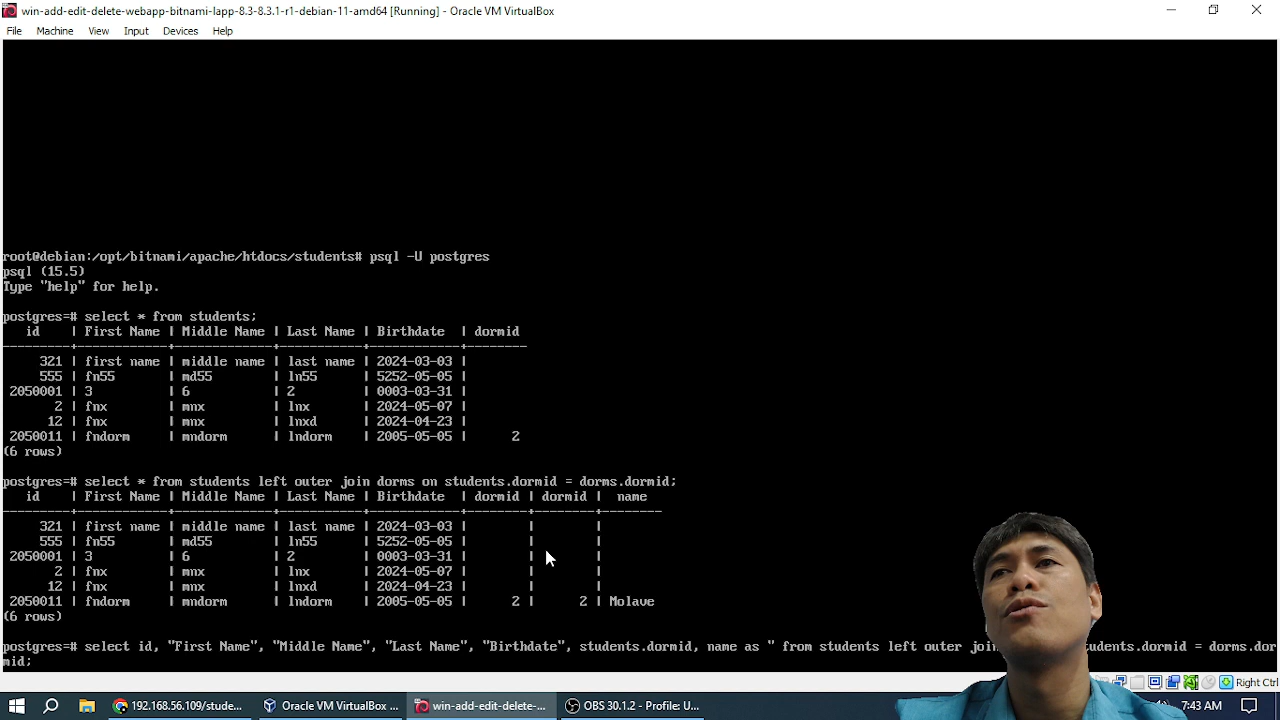 win-add-edit-delete-webapp-bitnami-lapp-8.3-8.3.1-r1-debian-11-amd64 [Running] - Oracle VM VirtualBox
File Machine View Input Devices Help
root@debian:/opt/bitnami/apache/htdocs/students# psql -U postgres
psql (15.5)
Type "help" for help.
postgres=# select * from students;
id | First Name | Middle Name | Last Name | Birthdate | dormid
---------+------------+-------------+-----------+------------+--------
321 | first name | middle name | last name | 2024-03-03 |
555 | fn55 | md55 | ln55 | 5252-05-05 |
2050001 | 3 | 6 | 2 | 0003-03-31 |
2 | fnx | mnx | lnx | 2024-05-07 |
12 | fnx | mnx | lnxd | 2024-04-23 |
2050011 | fndorm | mndorm | lndorm | 2005-05-05 | 2
(6 rows)
postgres=# select * from students left outer join dorms on students.dormid = dorms.dormid;
id | First Name | Middle Name | Last Name | Birthdate | dormid | dormid | name
---------+------------+-------------+-----------+------------+--------+--------+--------
321 | first name | middle name | last name | 2024-03-03 | | |
555 | fn55 | md55 | ln55 | 5252-05-05 | | |
2050001 | 3 | 6 | 2 | 0003-03-31 | | |
2 | fnx | mnx | lnx | 2024-05-07 | | |
12 | fnx | mnx | lnxd | 2024-04-23 | | |
2050011 | fndorm | mndorm | lndorm | 2005-05-05 | 2 | 2 | Molave
(6 rows)
postgres=# select id, "First Name", "Middle Name", "Last Name", "Birthdate", students.dormid, name as " from students left outer join udents.dormid = dorms.dor
mid;
Right Ctrl
192.168.56.109/stude... Oracle VM VirtualBox ... win-add-edit-delete-... OBS 30.1.2 - Profile: U... 7:43 AM